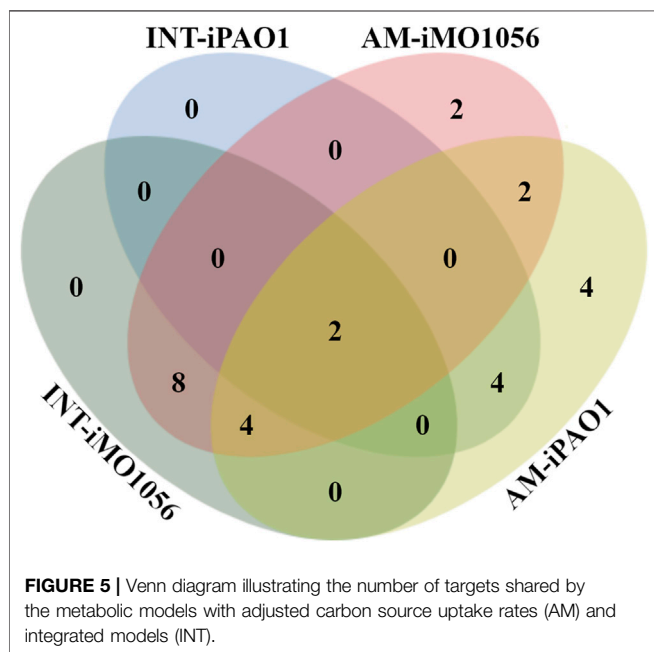 INT-iPAO1 AM-iMO1056
0 2
0
0 2
0 0
0 4
2
8 4
4 0
INT-iMO1056 AM-iPAO1
0
FIGURE 5 | Venn diagram illustrating the number of targets shared by
the metabolic models with adjusted carbon source uptake rates (AM) and
integrated models (INT).